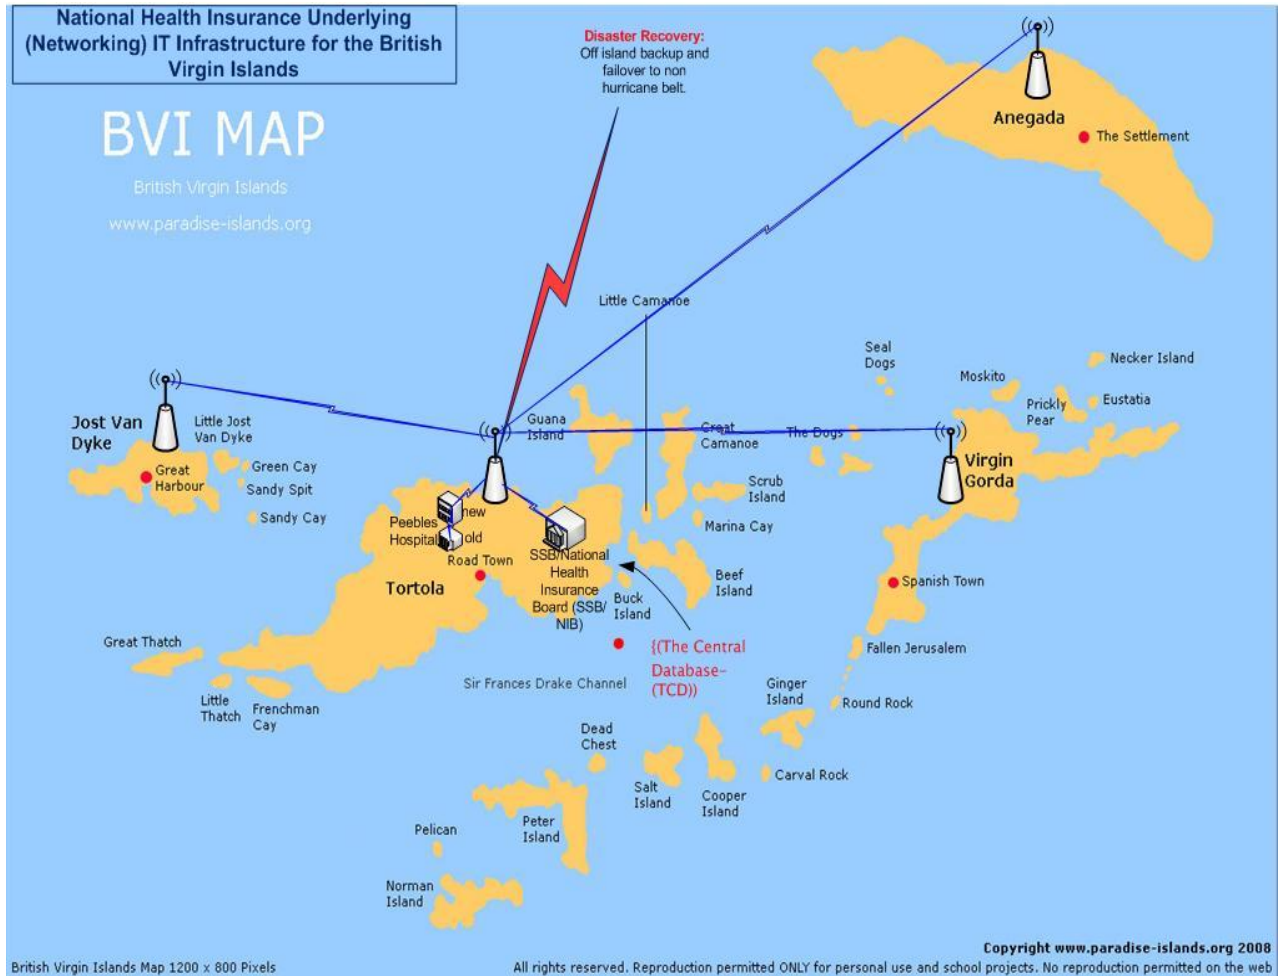 National Health Insurance Underlying
(Networking) IT Infrastructure for the British
Virgin Islands
Disaster Recovery:
Off island backup and
failover to non
hurricane belt.
BVI MAP
British Virgin Islands
www.paradise-islands.org
Anegada
The Settlement
Little Camanoe
Seal
Dogs
Necker Island
Moskito
Prickly
Pear
Eustatia
Jost Van
Dyke
Little Jost
Van Dyke
Guana
Island
Great
Camanoe
The Dogs
Virgin
Gorda
Great
Harbour
Green Cay
Sandy Spit
Sandy Cay
Scrub
Island
Marina Cay
Peebles
Hospital
new
old
Road Town
SSB/National
Health
Insurance
Board (SSB/
NIB)
Tortola
Buck
Island
Beef
Island
Spanish Town
Great Thatch
{(The Central
Database-
(TCD))
Fallen Jerusalem
Sir Frances Drake Channel
Little
Thatch
Frenchman
Cay
Ginger
Island
Round Rock
Dead
Chest
Salt
Island
Cooper
Island
Carval Rock
Peter
Island
Pelican
Norman
Island
Copyright www.paradise-islands.org 2008
British Virgin Islands Map 1200 x 800 Pixels
All rights reserved. Reproduction permitted ONLY for personal use and school projects. No reproduction permitted on the web